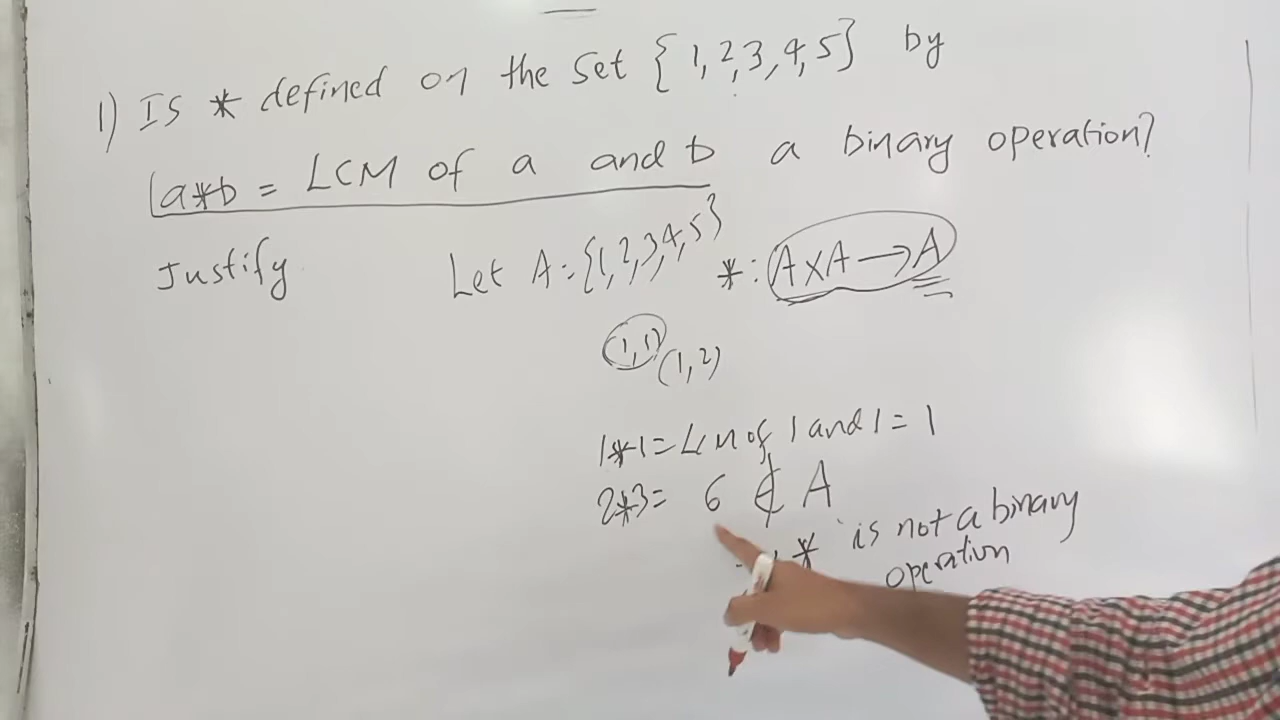 1) Is * defined on the set {1,2,3,4,5} by
a*b = LCM of a and b a binary operation?
Justify Let A={1,2,3,4,5} *: A×A→A
(1,1) (1,2)
1*1= LCM of 1 and 1 = 1
2*3= 6 ∉ A
* is not a binary
operation